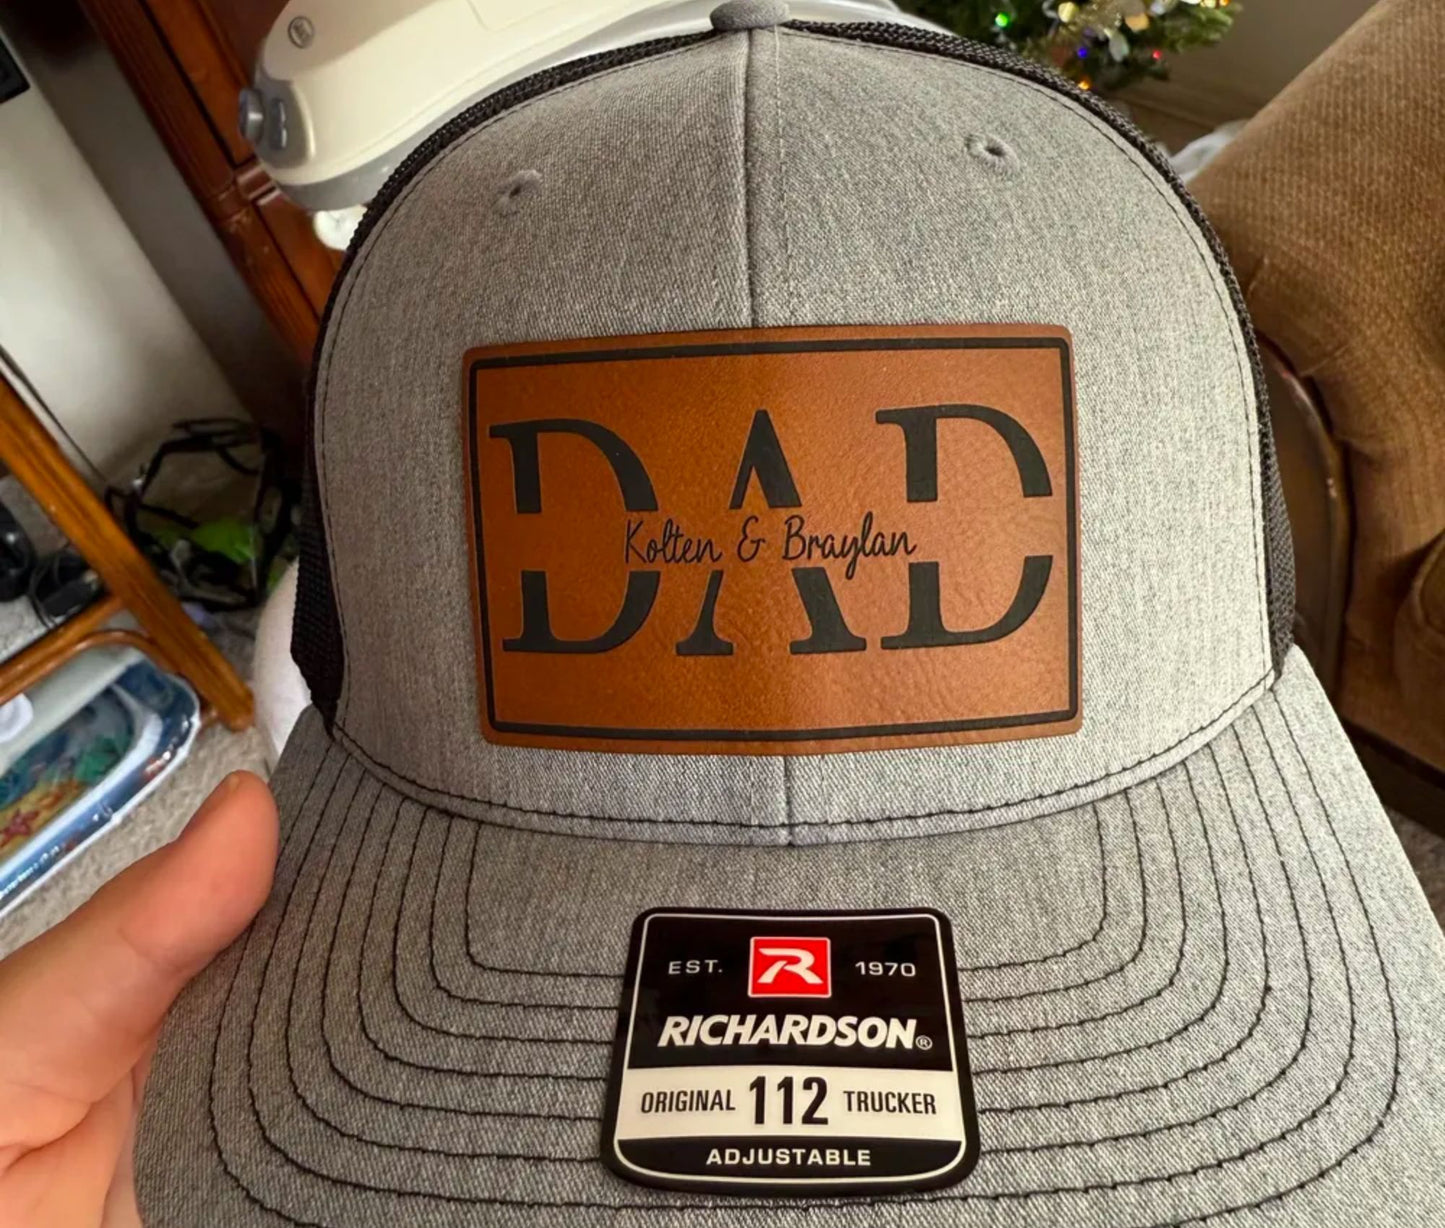 DAD
Kolten & Braylan
EST. R 1970
RICHARDSON®
ORIGINAL 112 TRUCKER
ADJUSTABLE